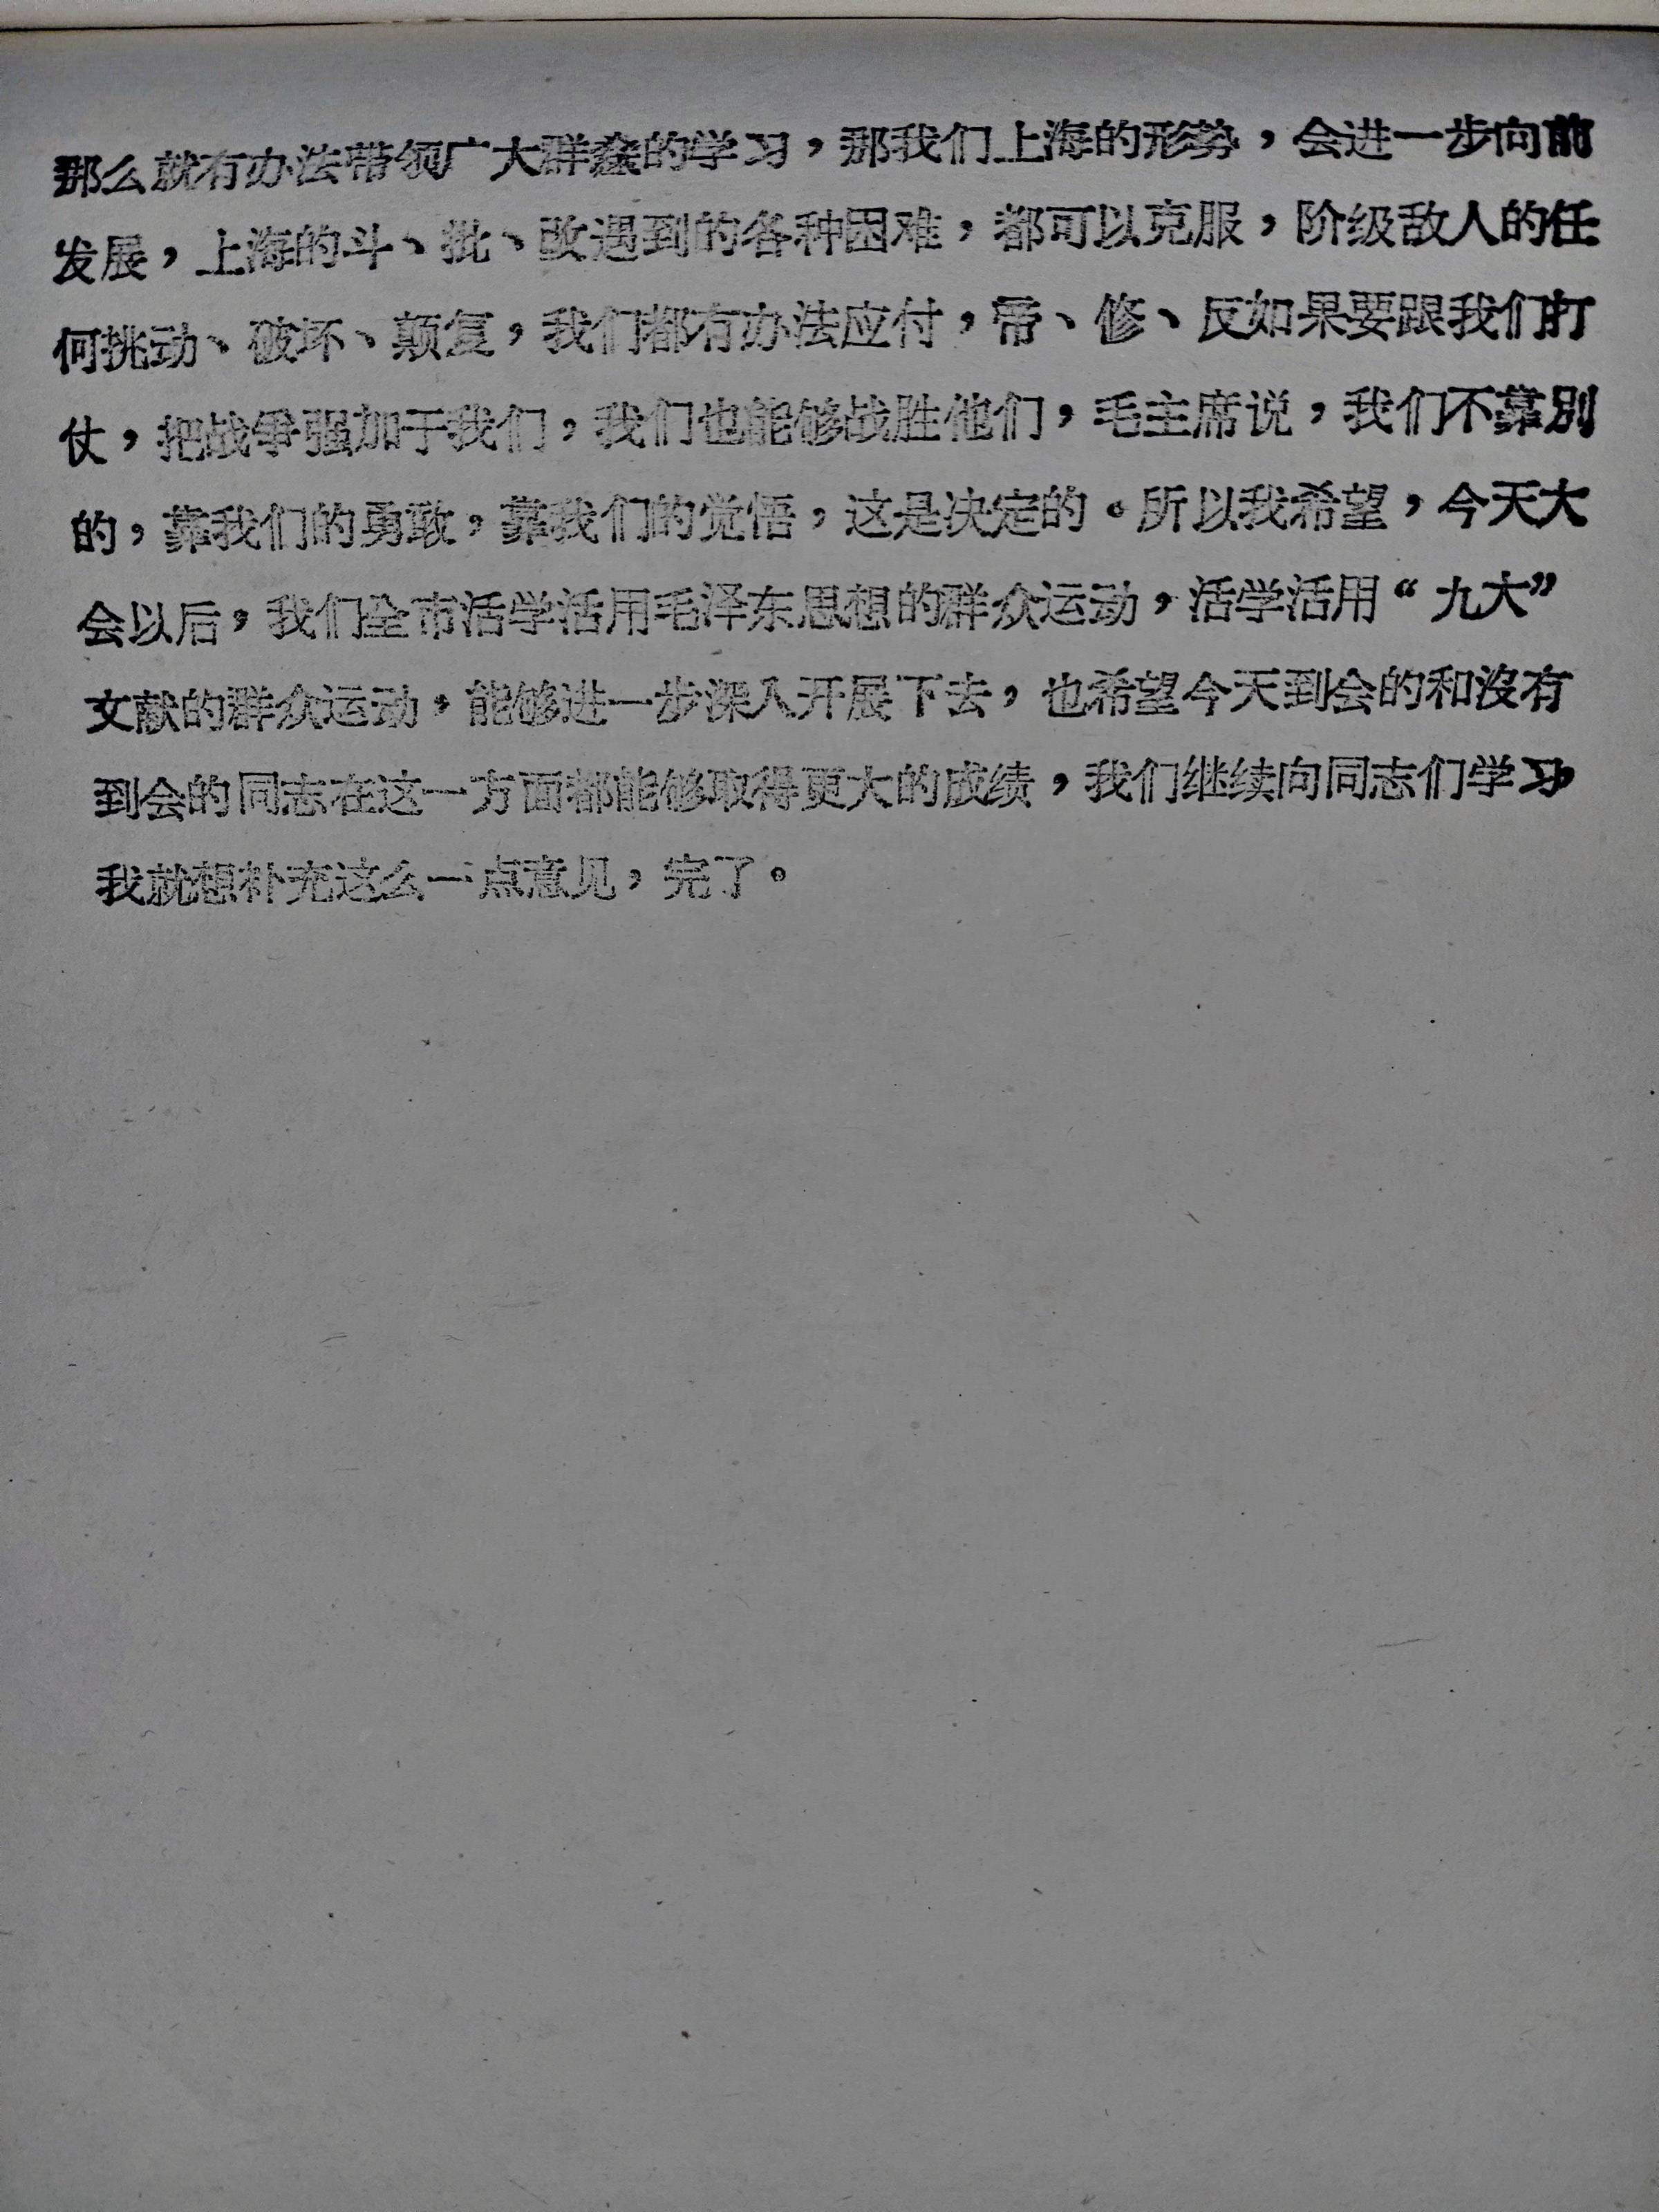 那么就有办法带领广大群众的学习，那我们上海的形势，会进一步向前
发展，上海的斗、批、改遇到的各种困难，都可以克服，阶级敌人的任
何挑动、破坏、颠复，我们都有办法应付，帝、修、反如果要跟我们打
仗，把战争强加于我们，我们也能够战胜他们，毛主席说，我们不靠别
的，靠我们的勇敢，靠我们的觉悟，这是决定的。所以我希望，今天大
会以后，我们全市活学活用毛泽东思想的群众运动，活学活用“九大”
文献的群众运动，能够进一步深入开展下去，也希望今天到会的和沒有
到会的同志在这一方面都能够取得更大的成绩，我们继续向同志们学习
我就想补充这么一点意见，完了。